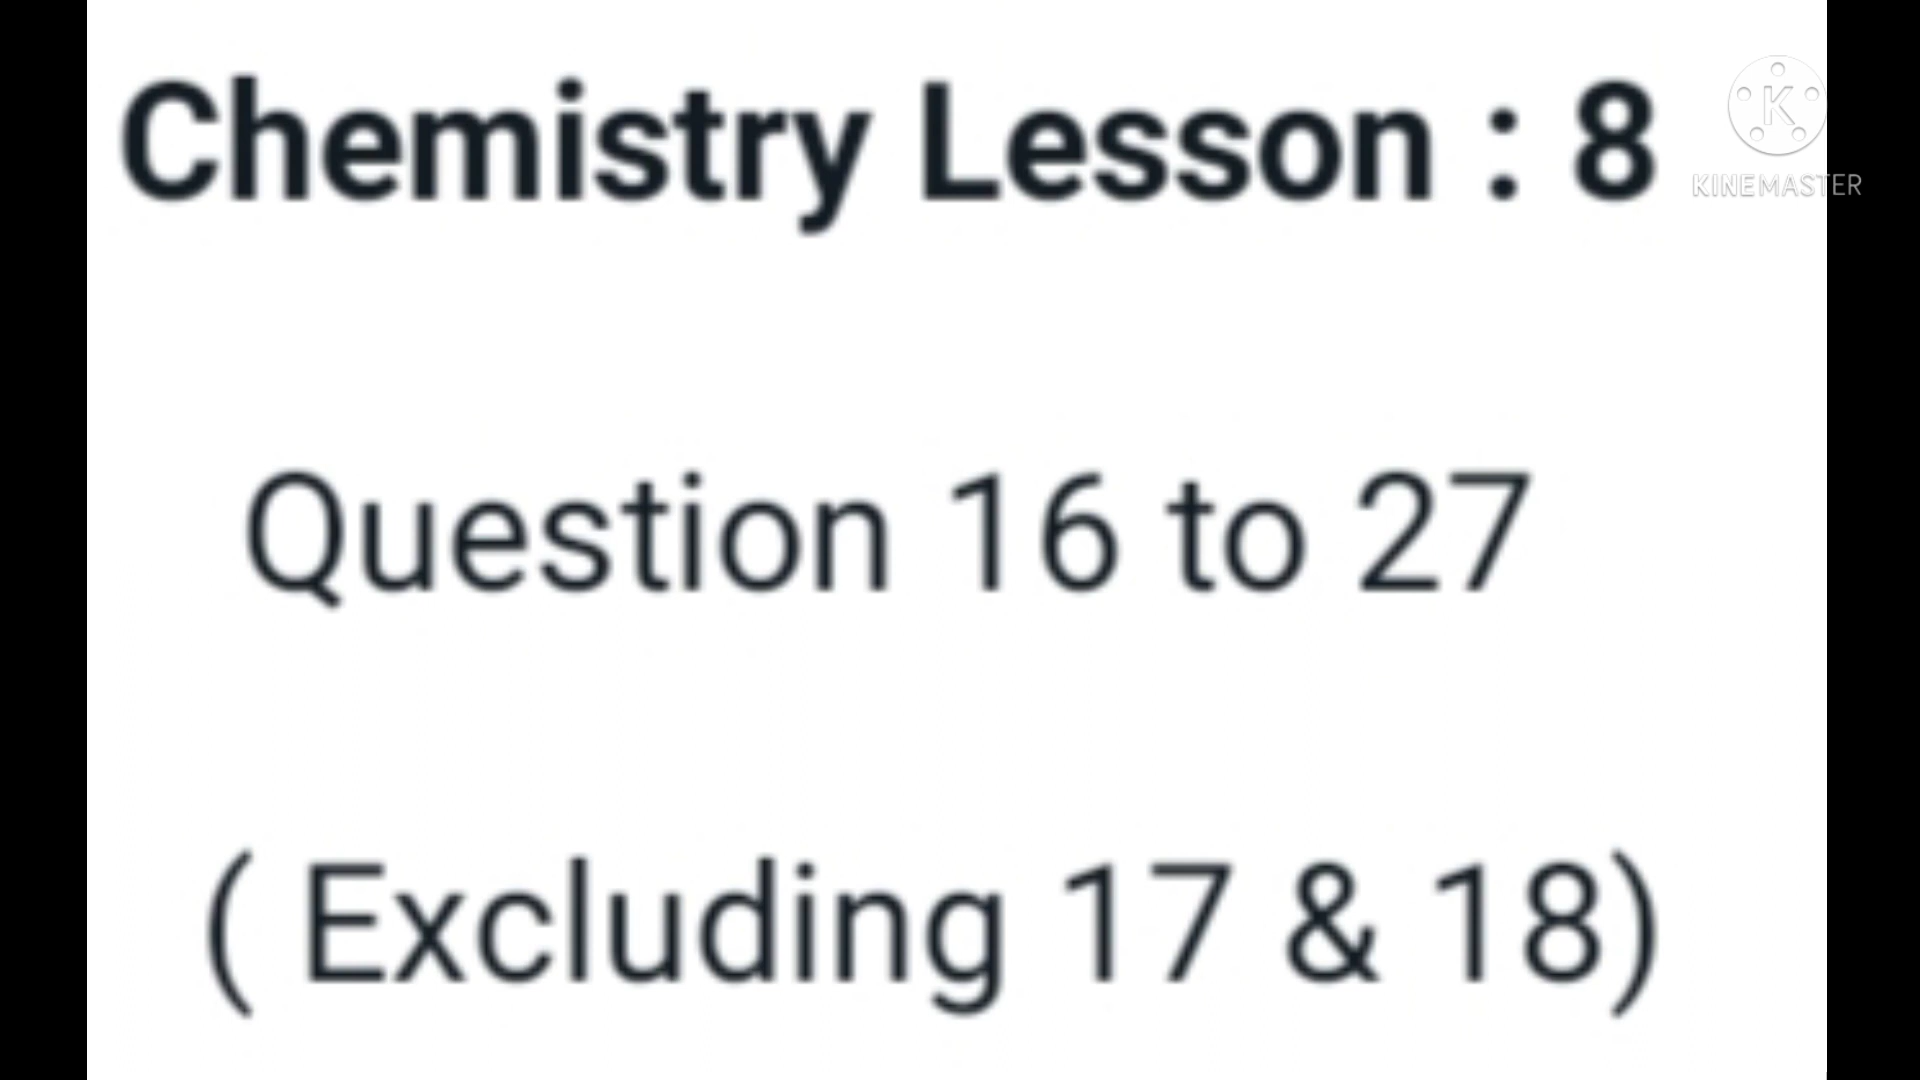 Chemistry Lesson : 8
K
KINEMASTER
Question 16 to 27
( Excluding 17 & 18)